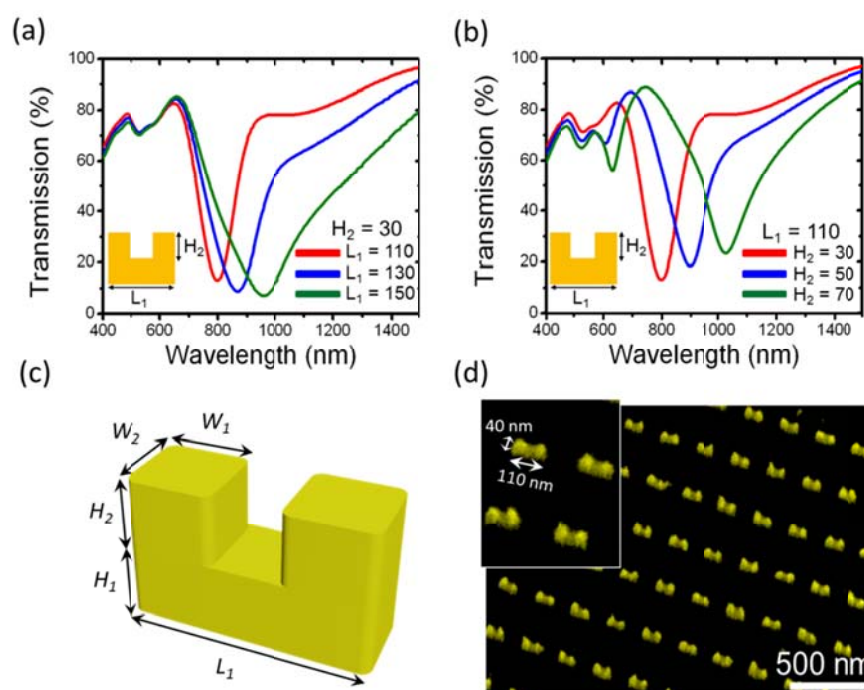 (a)
Transmission (%)
100
80
60
40
20
0
H2
L1
H2 = 30
L1 = 110
L1 = 130
L1 = 150
400 600 800 1000 1200 1400
Wavelength (nm)
(b)
Transmission (%)
100
80
60
40
20
0
H2
L1
L1 = 110
H2 = 30
H2 = 50
H2 = 70
400 600 800 1000 1200 1400
Wavelength (nm)
(c)
W2
W1
H2
H1
L1
(d)
40 nm
110 nm
500 nm